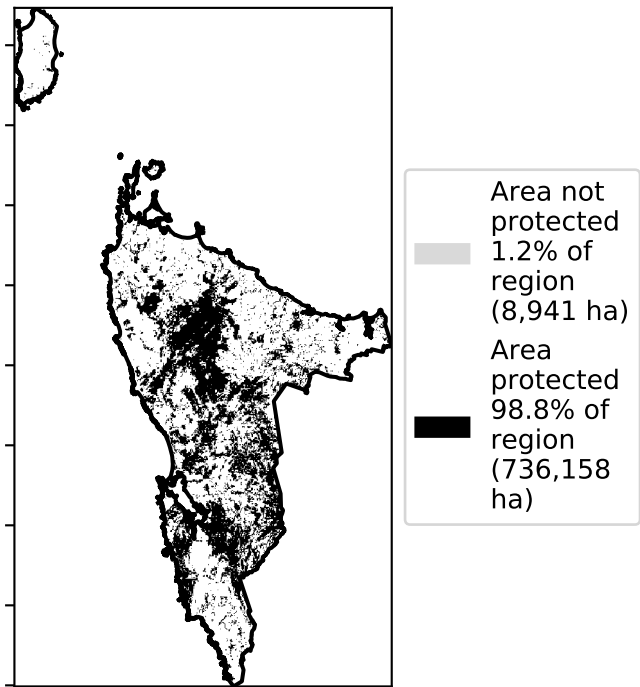 Area not
protected
1.2% of
region
(8,941 ha)
Area
protected
98.8% of
region
(736,158
ha)